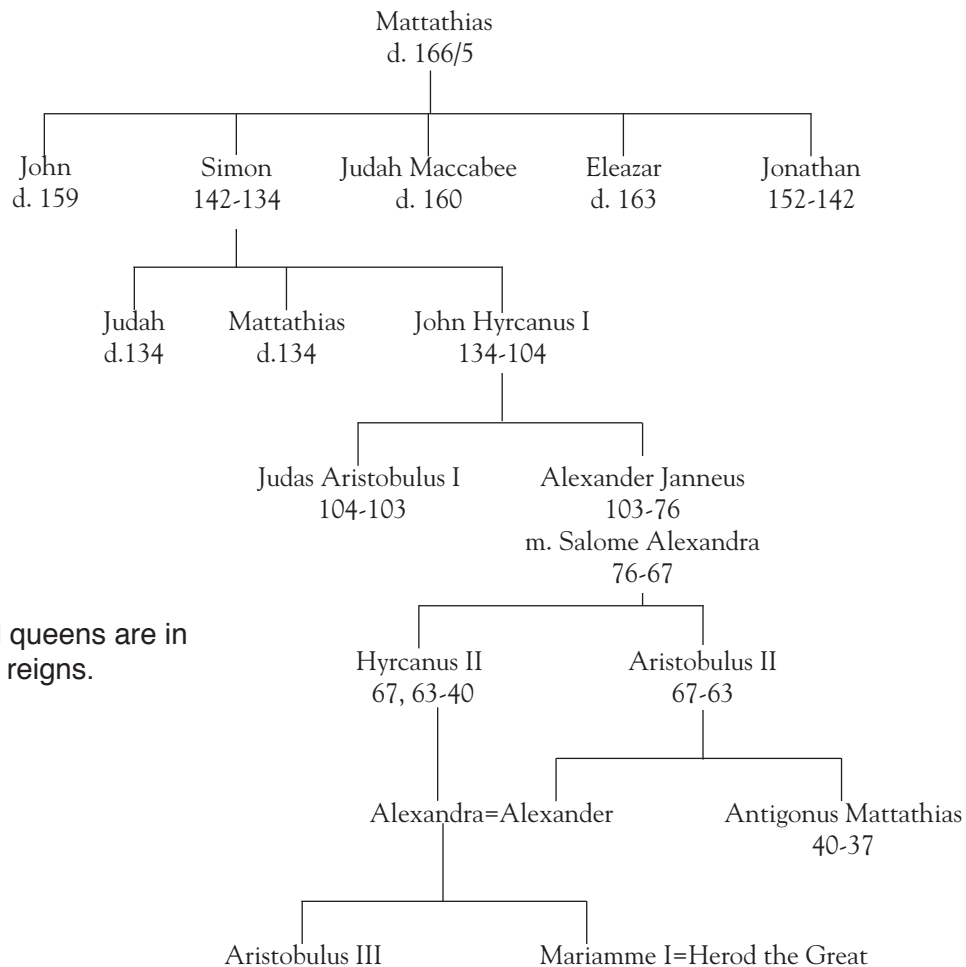 Mattathias
d. 166/5
John
d. 159
Simon
142-134
Judah Maccabee
d. 160
Eleazar
d. 163
Jonathan
152-142
Judah
d.134
Mattathias
d.134
John Hyrcanus I
134-104
Judas Aristobulus I
104-103
Alexander Janneus
103-76
m. Salome Alexandra
76-67
queens are in
reigns.
Hyrcanus II
67, 63-40
Aristobulus II
67-63
Alexandra=Alexander
Antigonus Mattathias
40-37
Aristobulus III
Mariamme I=Herod the Great